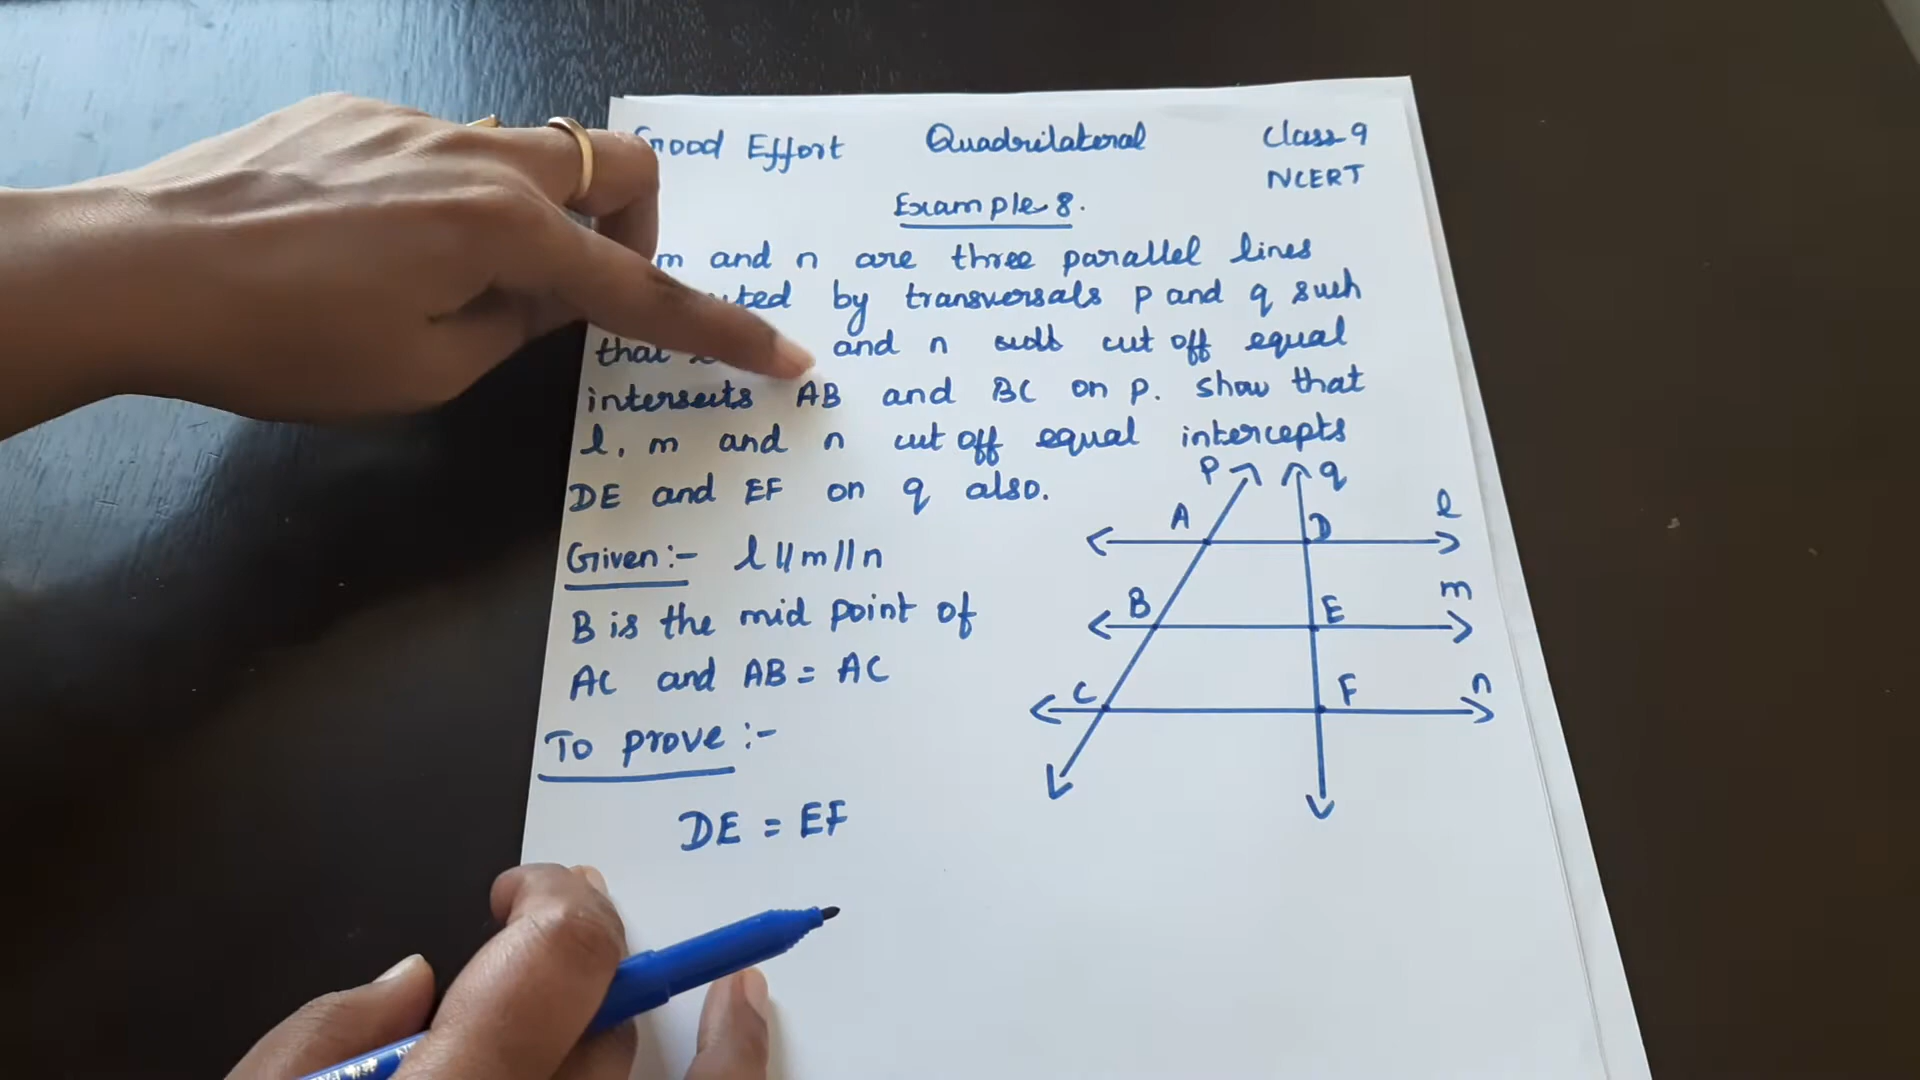 Good Effort Quadrilateral Class 9
NCERT
Example 8.
m and n are three parallel lines
by transversals p and q such
that and n cut off equal
intersects AB and BC on p. show that
l, m and n cut off equal intercepts
DE and EF on q also.
Given:- l || m || n
B is the mid point of
AC and AB = AC
To prove :-
DE = EF
P q
A D l
B E m
C F n